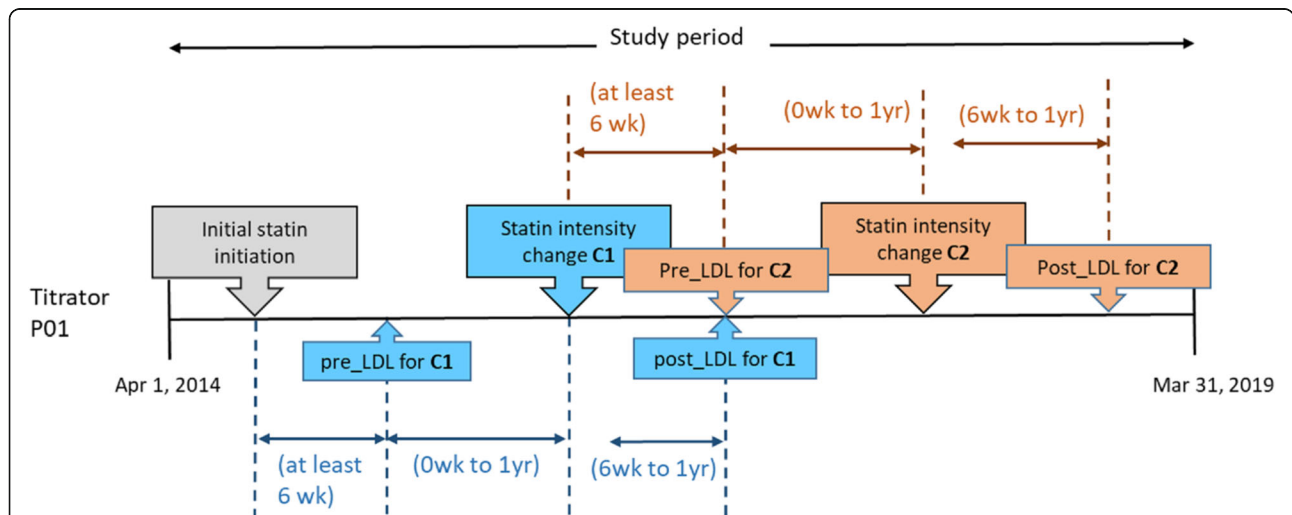 Study period
(at least
6 wk)
(0wk to 1yr)
(6wk to 1yr)
Initial statin
initiation
Statin intensity
change C1
Statin intensity
change C2
Pre_LDL for C2
Post_LDL for C2
Titrator
P01
pre_LDL for C1
post_LDL for C1
Apr 1, 2014
Mar 31, 2019
(at least
6 wk)
(0wk to 1yr)
(6wk to 1yr)